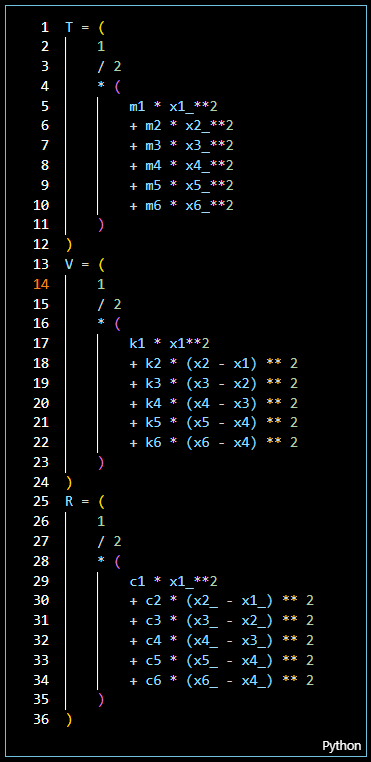 1 T = (
2 1
3 / 2
4 * (
5 m1 * x1_**2
6 + m2 * x2_**2
7 + m3 * x3_**2
8 + m4 * x4_**2
9 + m5 * x5_**2
10 + m6 * x6_**2
11 )
12 )
13 V = (
14 1
15 / 2
16 * (
17 k1 * x1**2
18 + k2 * (x2 - x1) ** 2
19 + k3 * (x3 - x2) ** 2
20 + k4 * (x4 - x3) ** 2
21 + k5 * (x5 - x4) ** 2
22 + k6 * (x6 - x4) ** 2
23 )
24 )
25 R = (
26 1
27 / 2
28 * (
29 c1 * x1_**2
30 + c2 * (x2_ - x1_) ** 2
31 + c3 * (x3_ - x2_) ** 2
32 + c4 * (x4_ - x3_) ** 2
33 + c5 * (x5_ - x4_) ** 2
34 + c6 * (x6_ - x4_) ** 2
35 )
36 )
Python